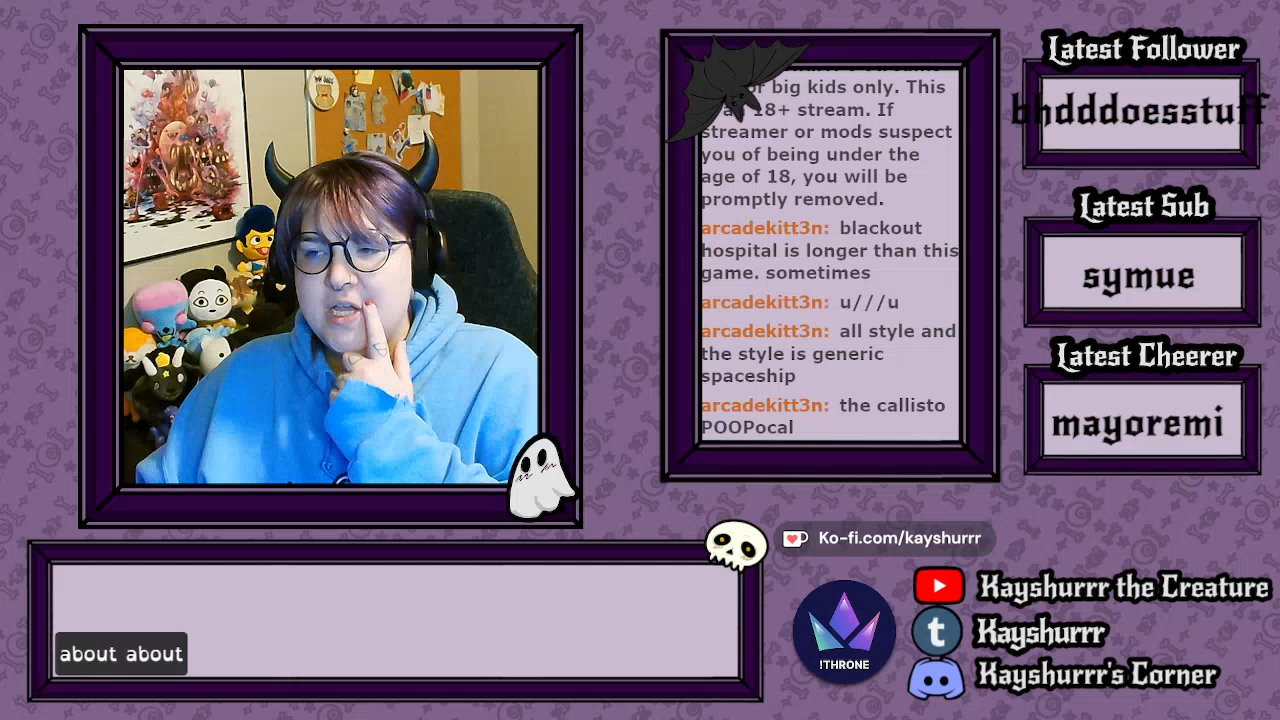 r big kids only. This
18+ stream. If
streamer or mods suspect
you of being under the
age of 18, you will be
promptly removed.
arcadekitt3n: blackout
hospital is longer than this
game. sometimes
arcadekitt3n: u///u
arcadekitt3n: all style and
the style is generic
spaceship
arcadekitt3n: the callisto
POOPocal
Latest Follower
bhdddoesstuff
Latest Sub
symue
Latest Cheerer
mayoremi
about about
Ko-fi.com/kayshurrr
!THRONE
Kayshurrr the Creature
t
Kayshurrr
Kayshurrr's Corner